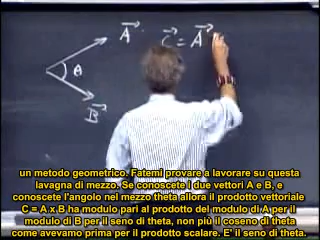 A⃗
C⃗ = A⃗
θ
B⃗
un metodo geometrico. Fatemi provare a lavorare su questa
lavagna di mezzo. Se conoscete i due vettori A e B, e
conoscete l'angolo nel mezzo theta allora il prodotto vettoriale
C = A x B ha modulo pari al prodotto del modulo di A per il
modulo di B per il seno di theta, non più il coseno di theta
come avevamo prima per il prodotto scalare. E' il seno di theta.